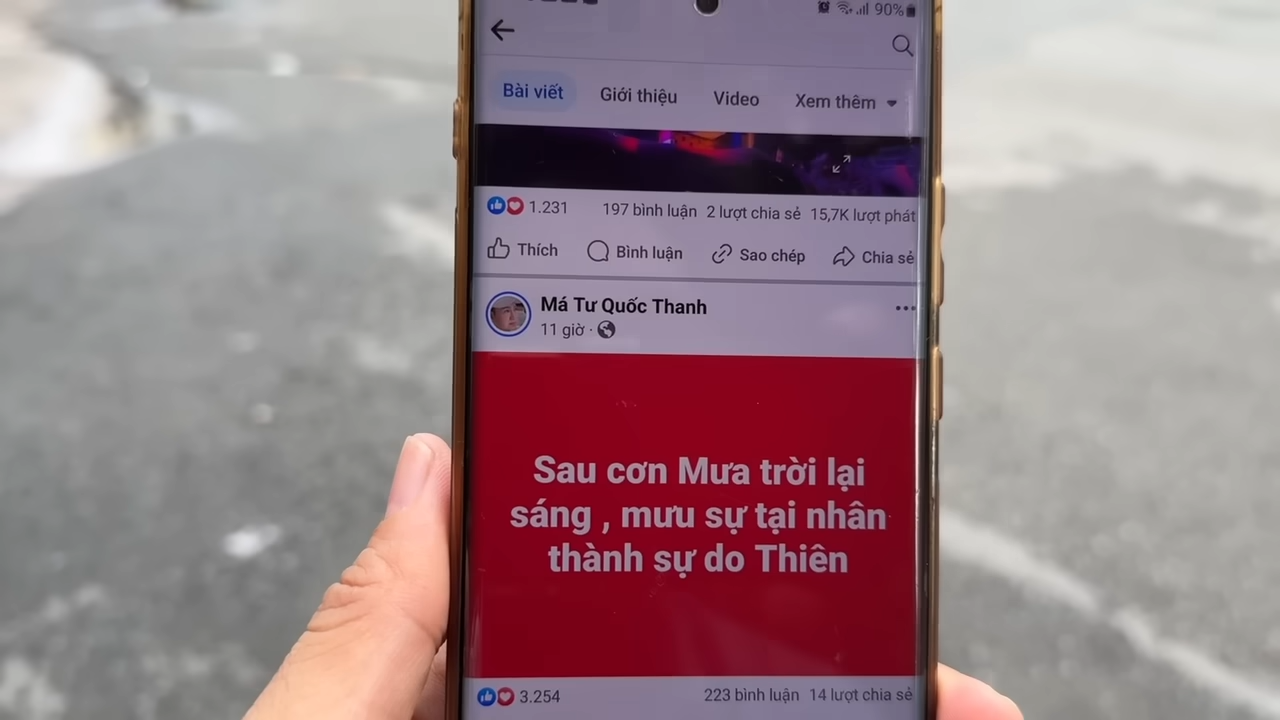 90%
Bài viết Giới thiệu Video Xem thêm
1.231 197 bình luận 2 lượt chia sẻ 15,7K lượt phát
Thích Bình luận Sao chép Chia sẻ
Má Tư Quốc Thanh
11 giờ ·
Sau cơn Mưa trời lại
sáng , mưu sự tại nhân
thành sự do Thiên
3.254 223 bình luận 14 lượt chia sẻ